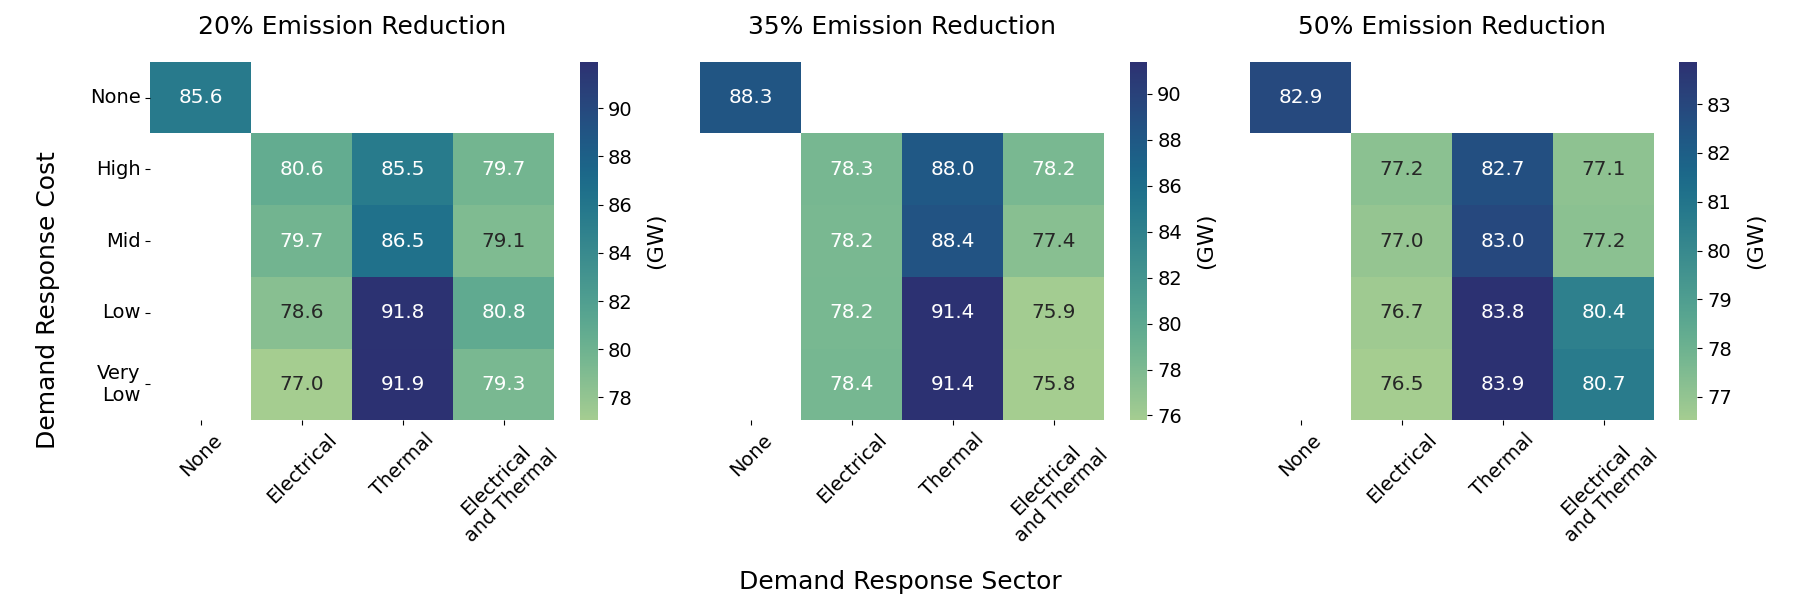 20% Emission Reduction
35% Emission Reduction
50% Emission Reduction
Demand Response Cost
None
High
Mid
Low
Very
Low
85.6
80.6 85.5 79.7
79.7 86.5 79.1
78.6 91.8 80.8
77.0 91.9 79.3
90
88
86
84
82
80
78
(GW)
None
Electrical
Thermal
Electrical
and Thermal
88.3
78.3 88.0 78.2
78.2 88.4 77.4
78.2 91.4 75.9
78.4 91.4 75.8
90
88
86
84
82
80
78
76
(GW)
None
Electrical
Thermal
Electrical
and Thermal
82.9
77.2 82.7 77.1
77.0 83.0 77.2
76.7 83.8 80.4
76.5 83.9 80.7
83
82
81
80
79
78
77
(GW)
None
Electrical
Thermal
Electrical
and Thermal
Demand Response Sector